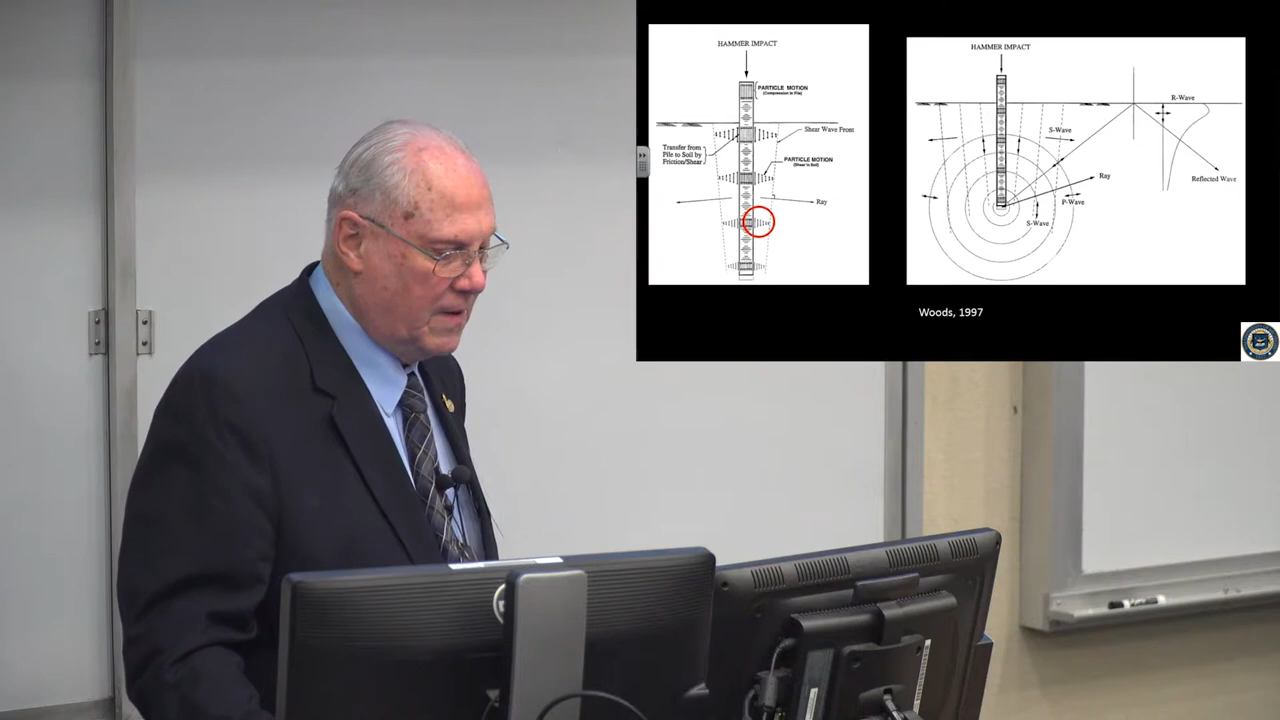 HAMMER IMPACT
PARTICLE MOTION
(Compression in Pile)
Shear Wave Front
Transfer from
Pile to Soil by
Friction/Shear
PARTICLE MOTION
(Shear in Soil)
Ray
HAMMER IMPACT
R-Wave
S-Wave
Ray
Reflected Wave
P-Wave
S-Wave
Woods, 1997